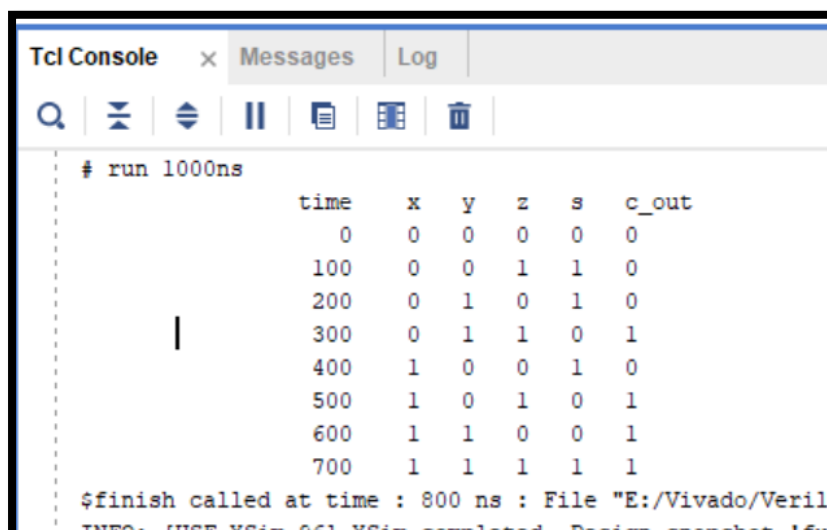 Tcl Console × Messages Log
# run 1000ns
time x y z s c_out
0 0 0 0 0 0
100 0 0 1 1 0
200 0 1 0 1 0
300 0 1 1 0 1
400 1 0 0 1 0
500 1 0 1 0 1
600 1 1 0 0 1
700 1 1 1 1 1
$finish called at time : 800 ns : File "E:/Vivado/Veril